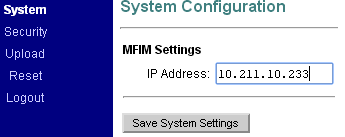 System
Security
Upload
Reset
Logout
System Configuration
MFIM Settings
IP Address: 10.211.10.233
Save System Settings